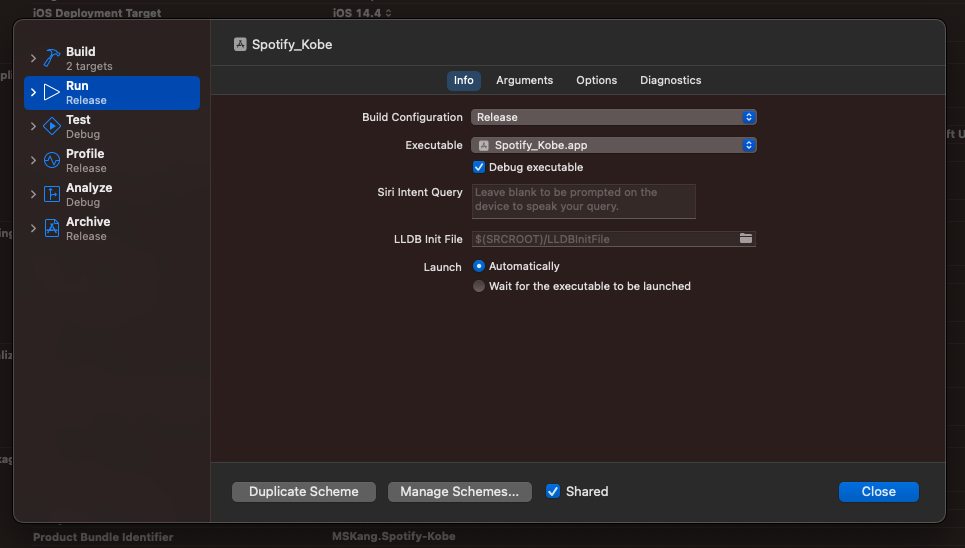 iOS Deployment Target
iOS 14.4
Spotify_Kobe
Build
2 targets
Run
Release
Test
Debug
Profile
Release
Analyze
Debug
Archive
Release
Info
Arguments
Options
Diagnostics
Build Configuration
Release
Executable
Spotify_Kobe.app
Debug executable
Siri Intent Query
Leave blank to be prompted on the
device to speak your query.
LLDB Init File
$(SRCROOT)/LLDBInitFile
Launch
Automatically
Wait for the executable to be launched
Duplicate Scheme
Manage Schemes...
Shared
Close
Product Bundle Identifier
MSKang.Spotify-Kobe